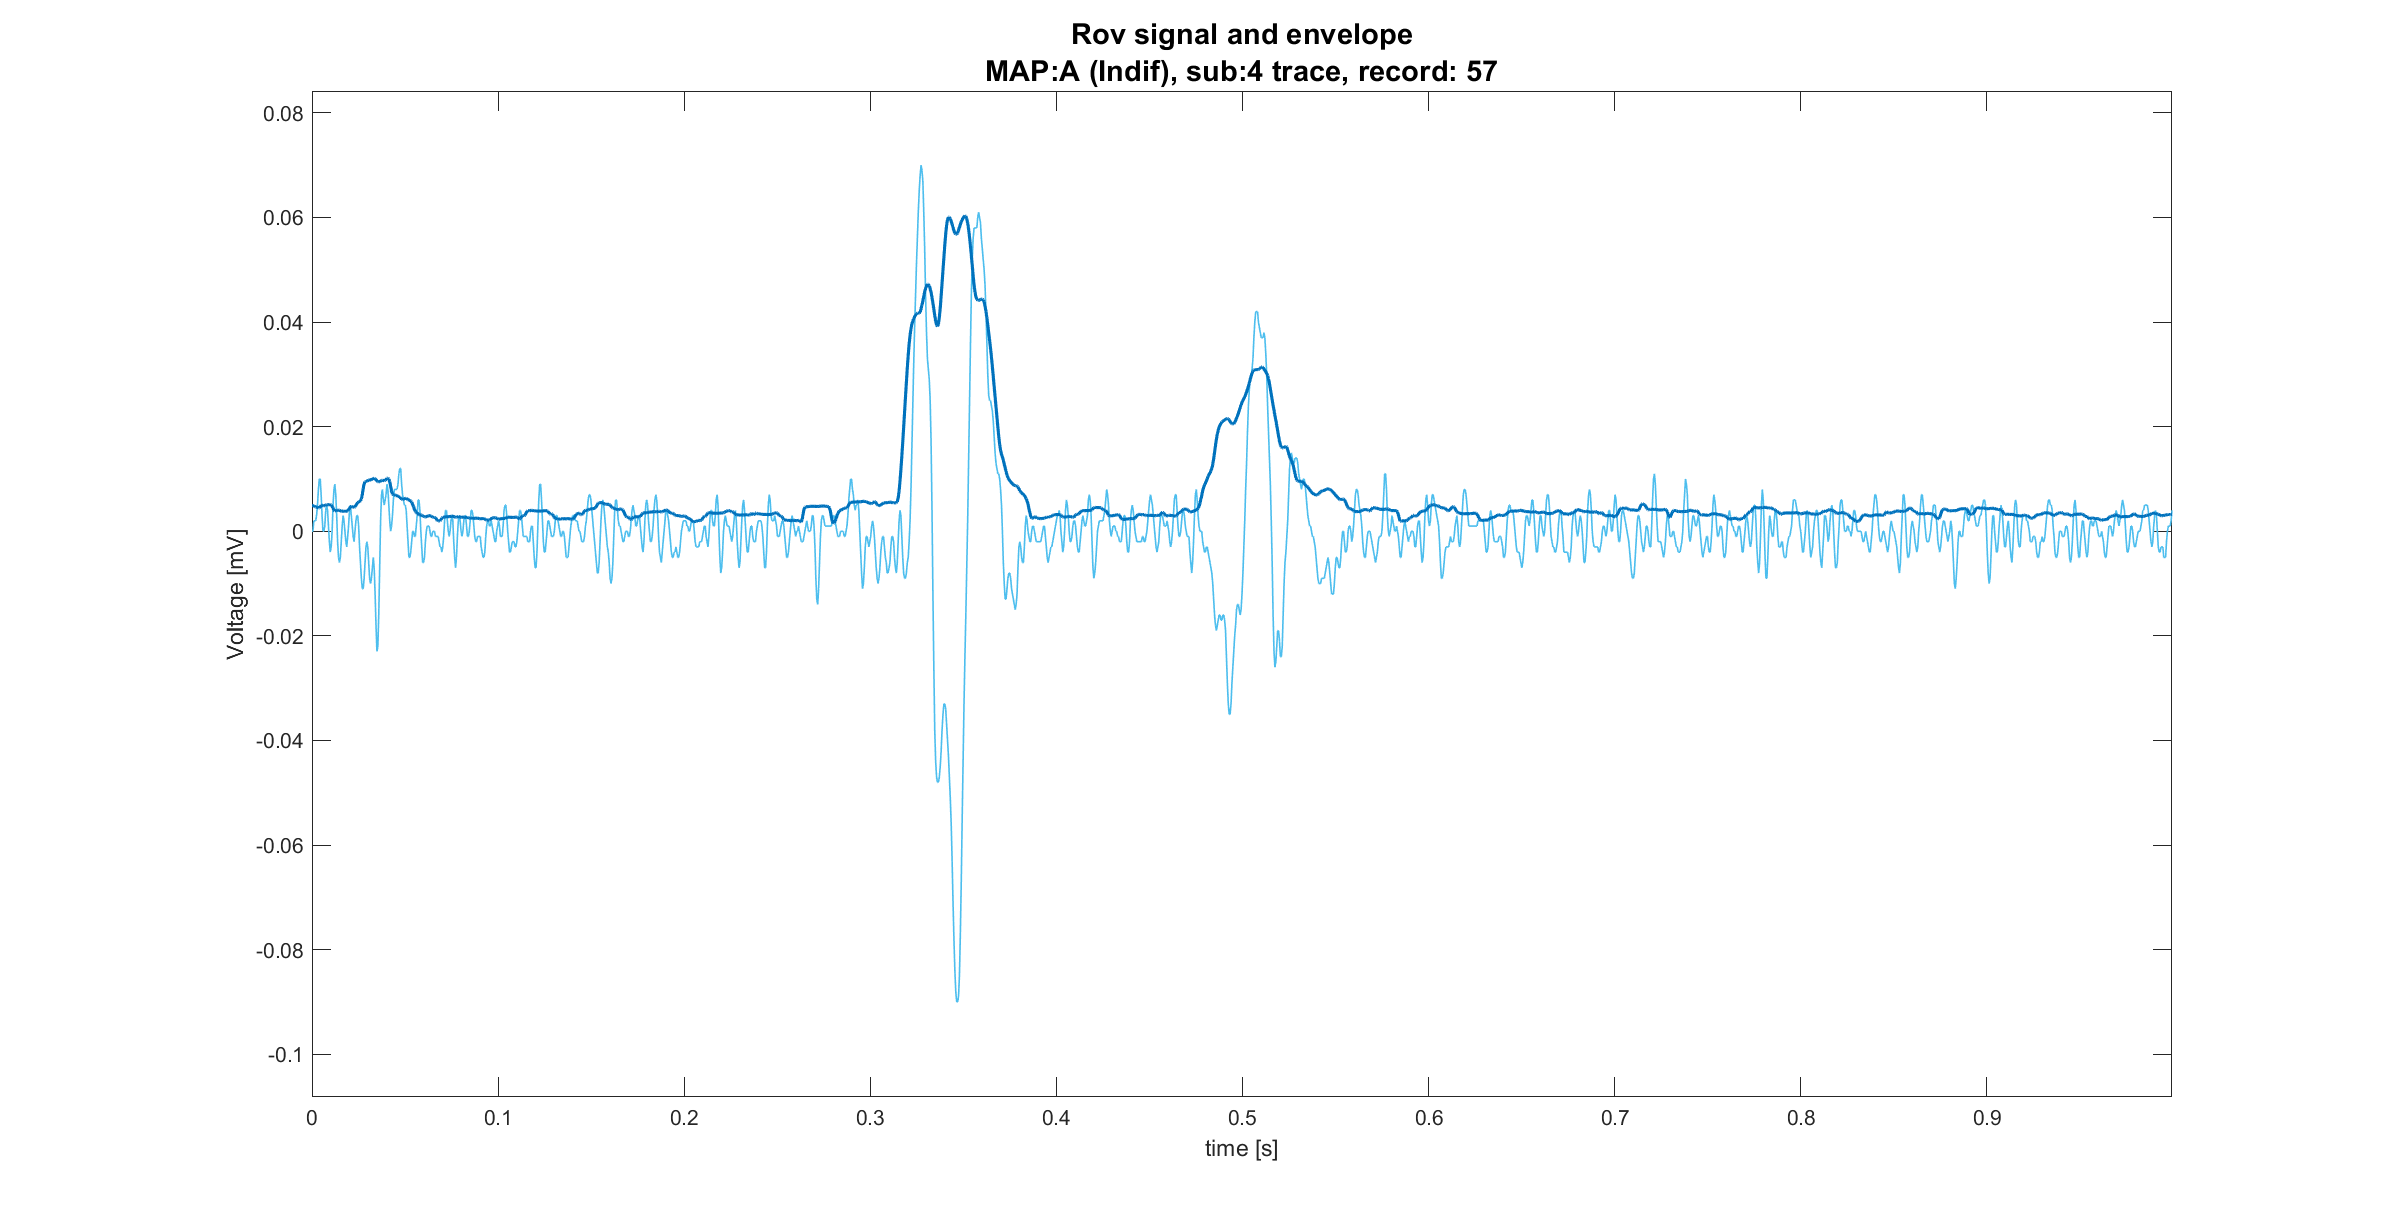 Rov signal and envelope
MAP:A (Indif), sub:4 trace, record: 57
0.08
0.06
0.04
0.02
0
-0.02
-0.04
-0.06
-0.08
-0.1
Voltage [mV]
0 0.1 0.2 0.3 0.4 0.5 0.6 0.7 0.8 0.9
time [s]